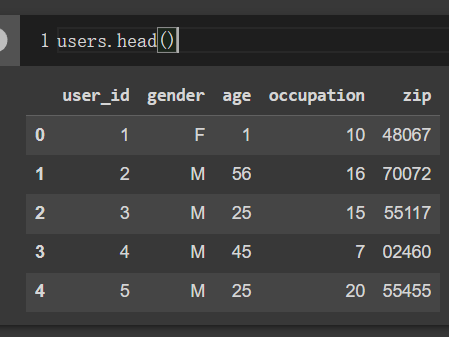 1 users.head()
user_id gender age occupation zip
0 1 F 1 10 48067
1 2 M 56 16 70072
2 3 M 25 15 55117
3 4 M 45 7 02460
4 5 M 25 20 55455